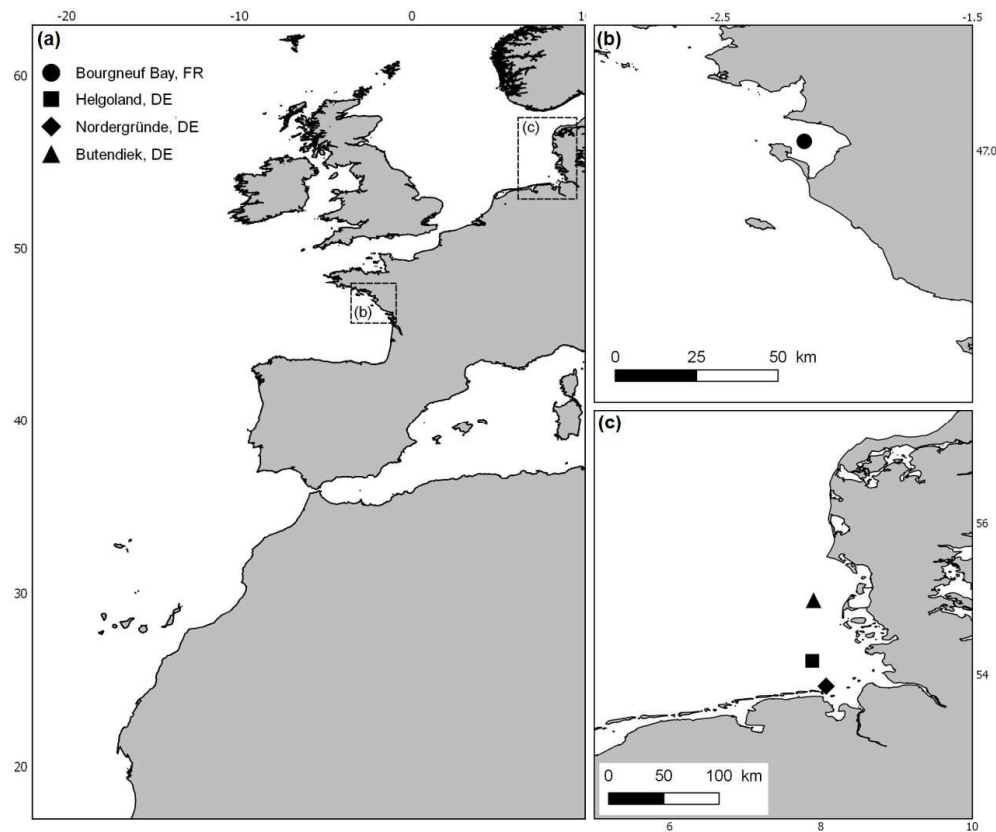 -20 -10 0 10
(a)
Bourgneuf Bay, FR
Helgoland, DE
Nordergründe, DE
Butendiek, DE
60
50
40
30
20
(c)
(b)
-2.5 -1.5
(b)
47.0
0 25 50 km
(c)
56
54
0 50 100 km
6 8 10